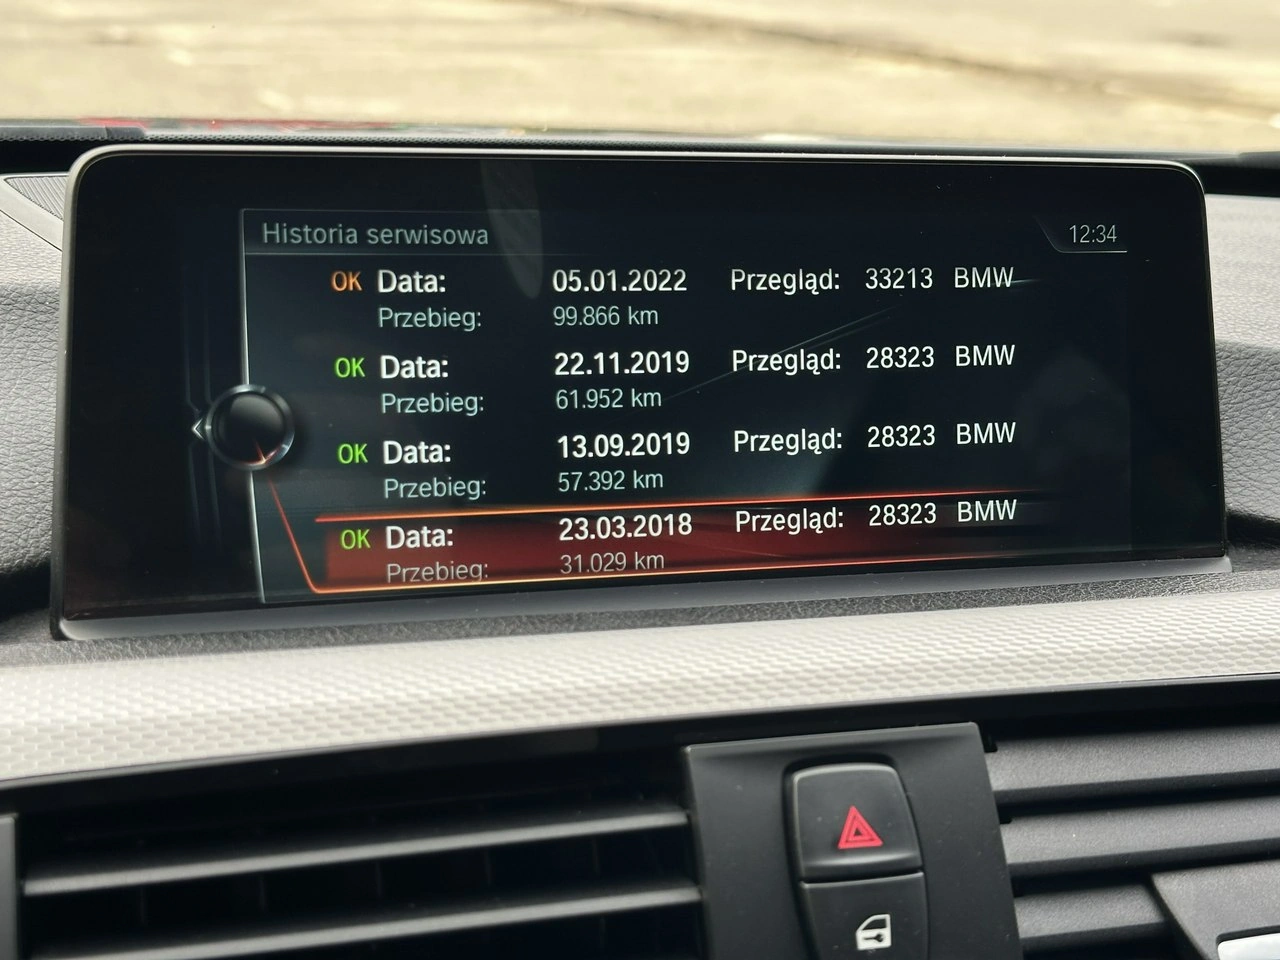 Historia serwisowa 12:34
OK Data: 05.01.2022 Przegląd: 33213 BMW
Przebieg: 99.866 km
OK Data: 22.11.2019 Przegląd: 28323 BMW
Przebieg: 61.952 km
OK Data: 13.09.2019 Przegląd: 28323 BMW
Przebieg: 57.392 km
OK Data: 23.03.2018 Przegląd: 28323 BMW
Przebieg: 31.029 km